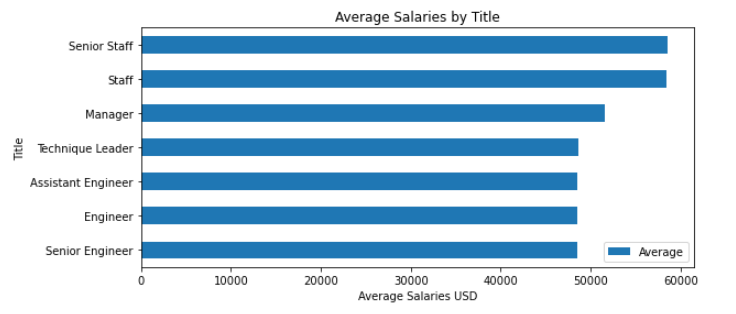 Average Salaries by Title
Senior Staff
Staff
Manager
Technique Leader
Assistant Engineer
Engineer
Senior Engineer
Title
Average
0 10000 20000 30000 40000 50000 60000
Average Salaries USD